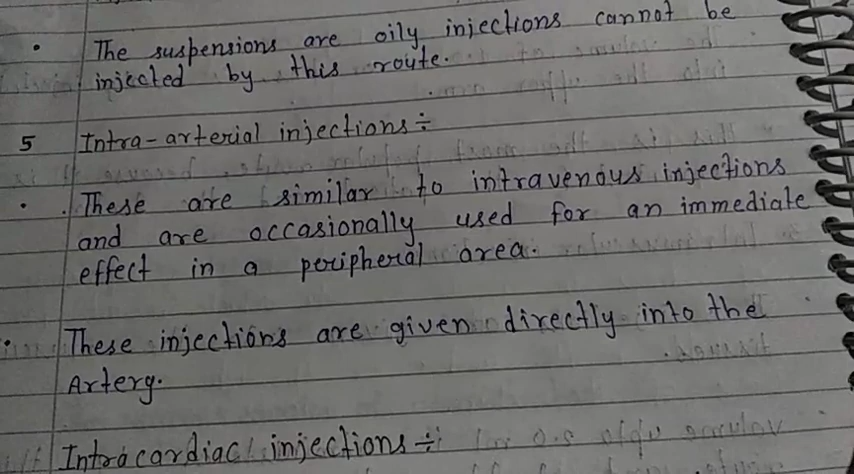 • The suspensions are oily injections cannot be
injected by this route.
5 Intra-arterial injections ÷
• These are similar to intravenous injections
and are occasionally used for an immediate
effect in a peripheral area.
• These injections are given directly into the
Artery.
Intracardiac injections ÷